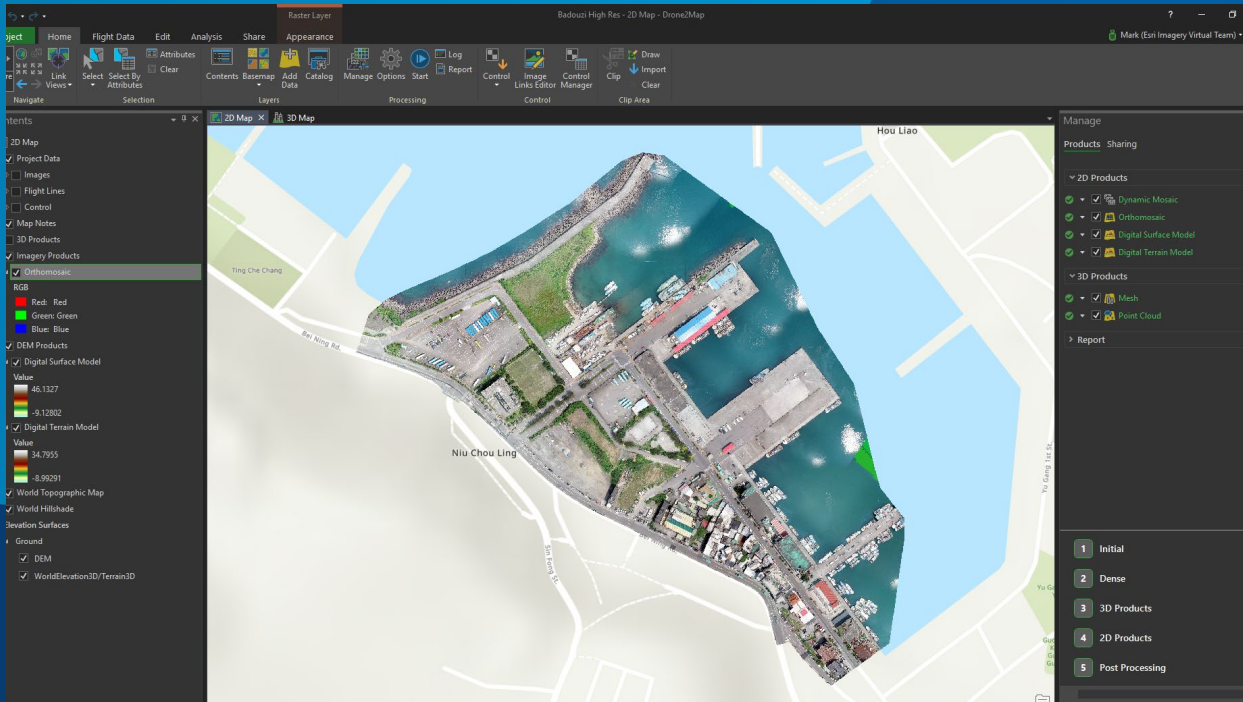 Raster Layer
Badouzi High Res - 2D Map - Drone2Map
?
Mark (Esri Imagery Virtual Team)
Home
Flight Data
Edit
Analysis
Share
Appearance
Link
Views
Navigate
Select
Select By
Attributes
Attributes
Clear
Selection
Contents
Basemap
Add
Data
Catalog
Layers
Manage
Options
Start
Log
Report
Processing
Control
Image
Links Editor
Control
Manager
Control
Clip
Draw
Import
Clear
Clip Area
2D Map
3D Map
2D Map
Project Data
Images
Flight Lines
Control
Map Notes
3D Products
Imagery Products
Orthomosaic
RGB
Red: Red
Green: Green
Blue: Blue
DEM Products
Digital Surface Model
Value
46.1327
-9.12802
Digital Terrain Model
Value
34.7955
-8.99291
World Topographic Map
World Hillshade
Elevation Surfaces
Ground
DEM
WorldElevation3D/Terrain3D
Hou Liao
Ting Che Chang
Bei Ning Rd.
Niu Chou Ling
Sin Fong St.
Yu Gang 1st St.
Manage
Products Sharing
2D Products
Dynamic Mosaic
Orthomosaic
Digital Surface Model
Digital Terrain Model
3D Products
Mesh
Point Cloud
Report
1 Initial
2 Dense
3 3D Products
4 2D Products
5 Post Processing